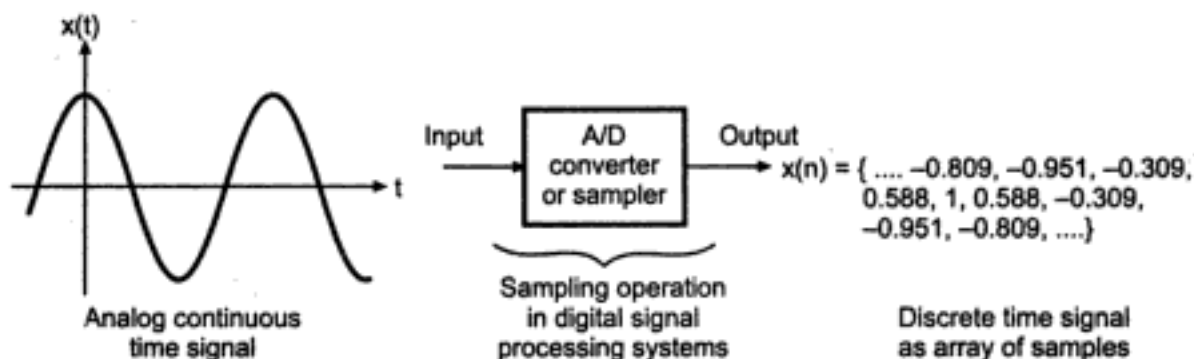 x(t)
t
Analog continuous
time signal
Input
A/D
converter
or sampler
Output
Sampling operation
in digital signal
processing systems
x(n) = { .... –0.809, –0.951, –0.309,
0.588, 1, 0.588, –0.309,
–0.951, –0.809, ....}
Discrete time signal
as array of samples